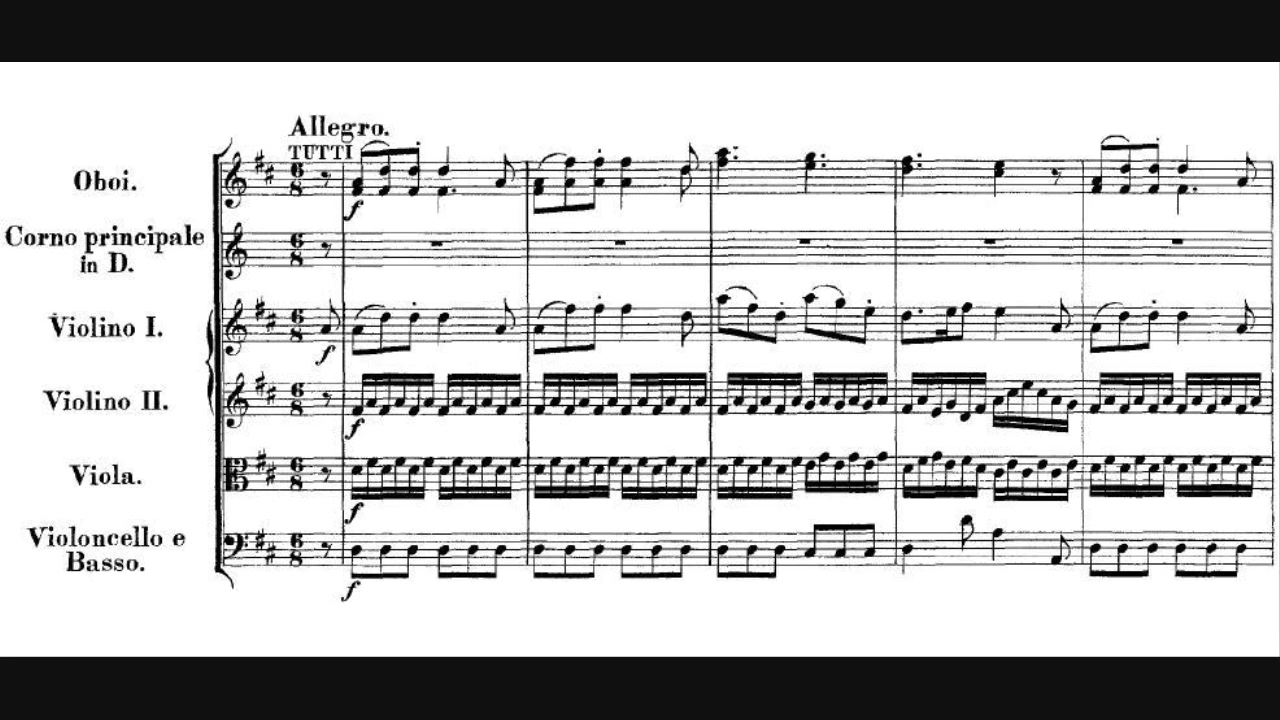 Allegro.
TUTTI
Oboi.
f
Corno principale
in D.
Violino I.
f
Violino II.
f
Viola.
f
Violoncello e
Basso.
f